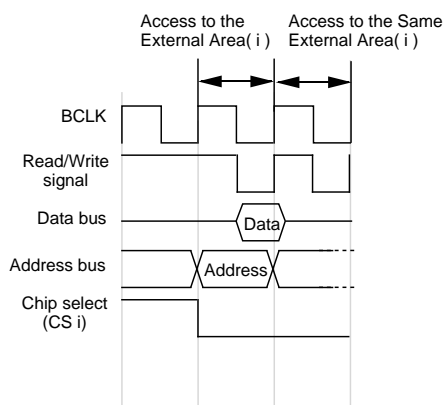 Access to the
External Area( i )
Access to the Same
External Area( i )
BCLK
Read/Write
signal
Data bus
Data
Address bus
Address
Chip select
(CS i)